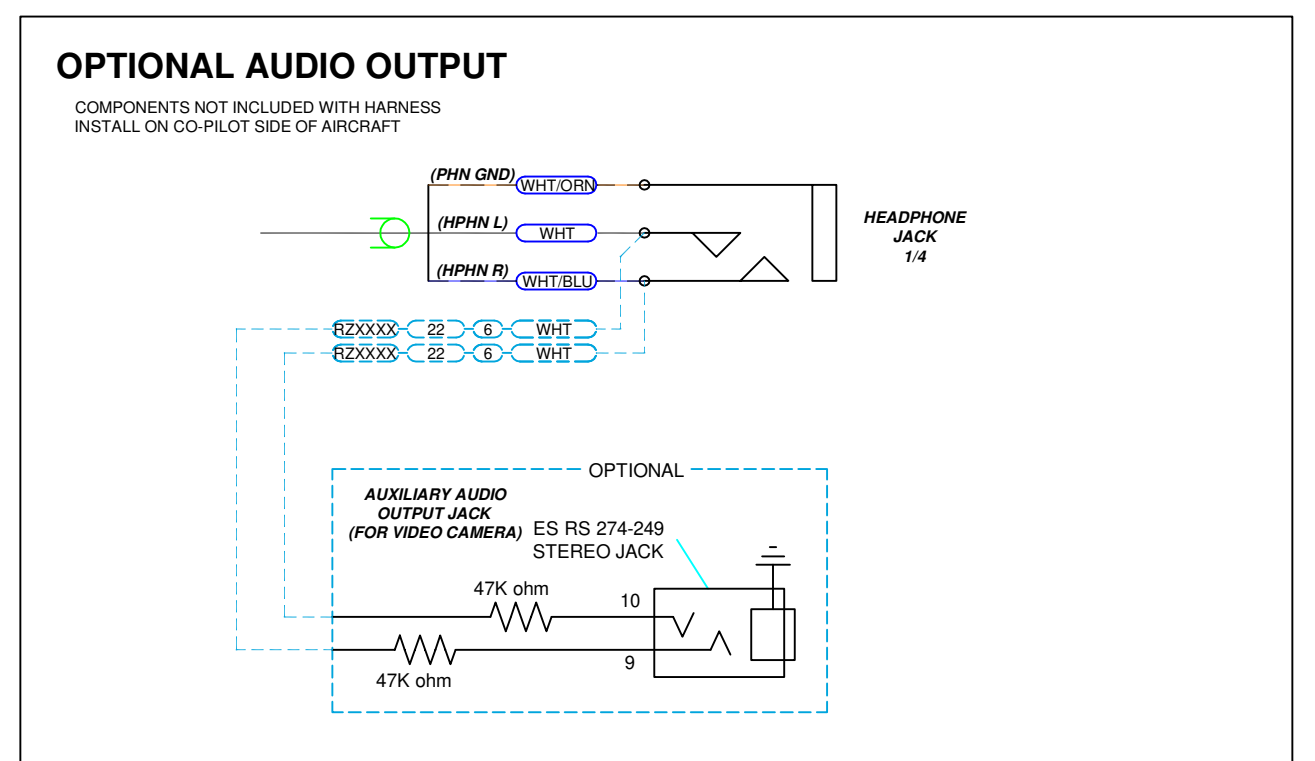 OPTIONAL AUDIO OUTPUT
COMPONENTS NOT INCLUDED WITH HARNESS
INSTALL ON CO-PILOT SIDE OF AIRCRAFT
(PHN GND) WHT/ORN
(HPHN L) WHT
(HPHN R) WHT/BLU
HEADPHONE
JACK
1/4
RZXXXX 22 6 WHT
RZXXXX 22 6 WHT
OPTIONAL
AUXILIARY AUDIO
OUTPUT JACK
(FOR VIDEO CAMERA)
ES RS 274-249
STEREO JACK
47K ohm
10
9
47K ohm